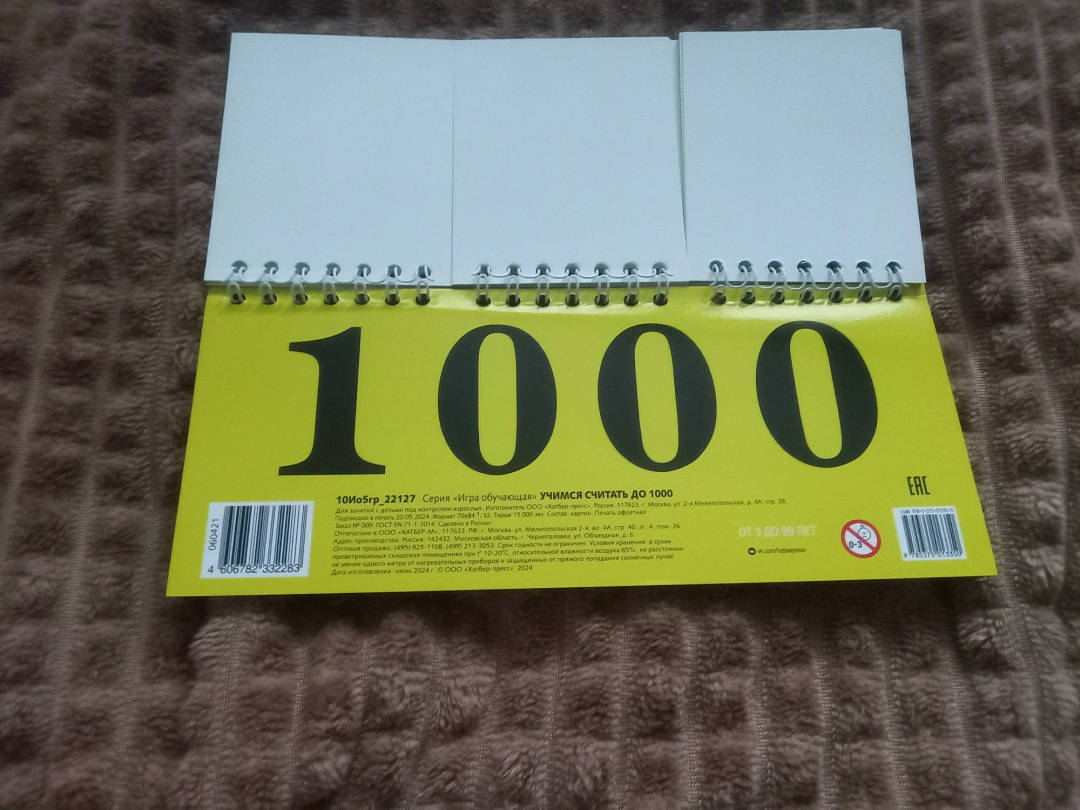 1000
10Ио5гр_22127 Серия «Игра обучающая» УЧИМСЯ СЧИТАТЬ ДО 1000
Для занятий с детьми под контролем взрослых. Изготовитель ООО «Хатбер-пресс», Россия, 117623, г. Москва, ул. 2-я Мелитопольская, д. 4А, стр. 28.
Подписано в печать 20.05.2024. Формат 70х84 1/32. Тираж 15 000 экз. Состав: картон. Печать офсетная
Заказ № 009. ГОСТ EN 71-1-2014. Сделано в России.
Отпечатано в ООО «ХАТБЕР-М», 117623, РФ, г. Москва, ул. Мелитопольская 2-я, вл. 4А, стр. 40, эт. 4, пом. 26
Адрес производства: Россия, 142432, Московская область, г. Черноголовка, ул. Объездная, д. 6.
Оптовая продажа: (495) 925-1108, (499) 213-3053. Срок годности не ограничен. Условия хранения: в сухих,
проветриваемых складских помещениях при t° 10-20°С, относительной влажности воздуха 65%, на расстоянии
не менее одного метра от нагревательных приборов и защищенных от прямого попадания солнечных лучей.
Дата изготовления: июнь 2024 г. © ООО «Хатбер-пресс», 2024
060421
4 606782 332283
ОТ 3 ДО 99 ЛЕТ
vk.com/hatberpress
0-3
EAC